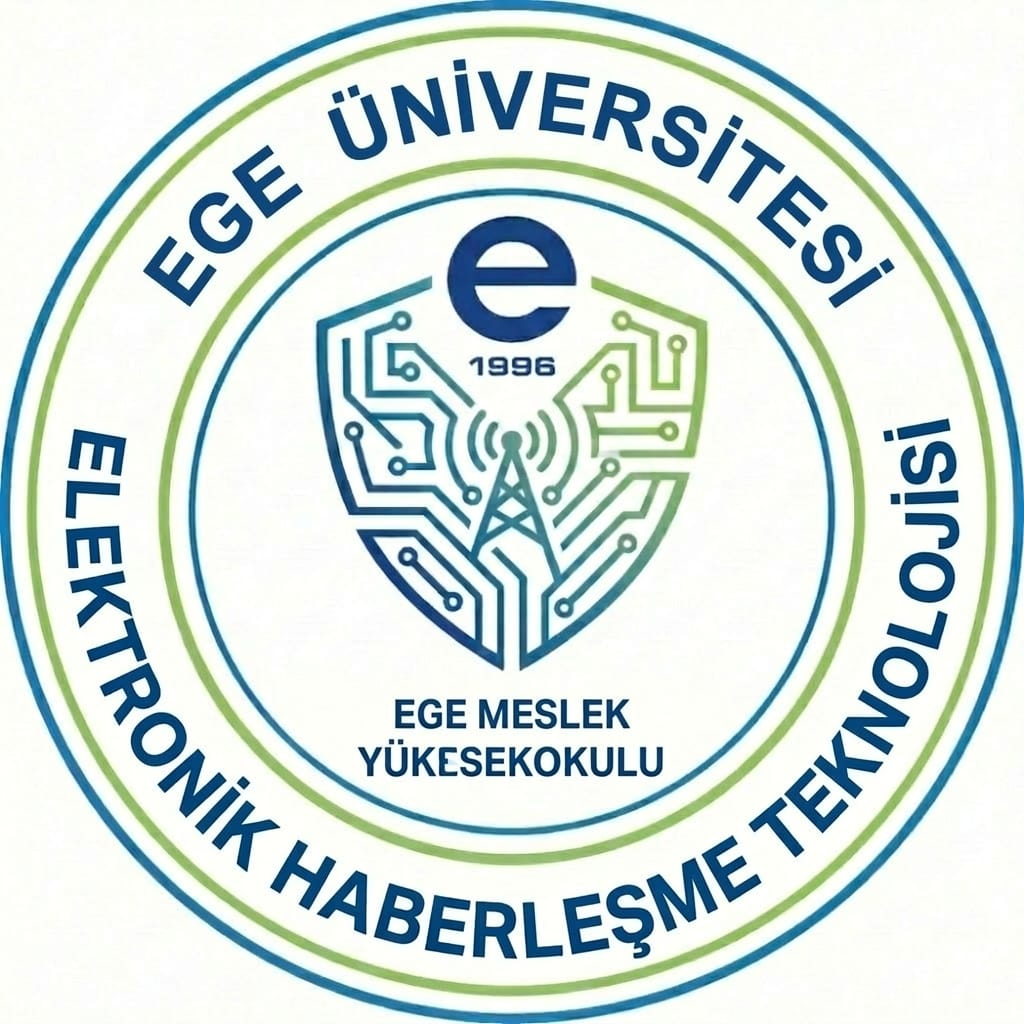 EGE ÜNİVERSİTESİ
e
1996
EGE MESLEK
YÜKESEKOKULU
ELEKTRONİK HABERLEŞME TEKNOLOJİSİ